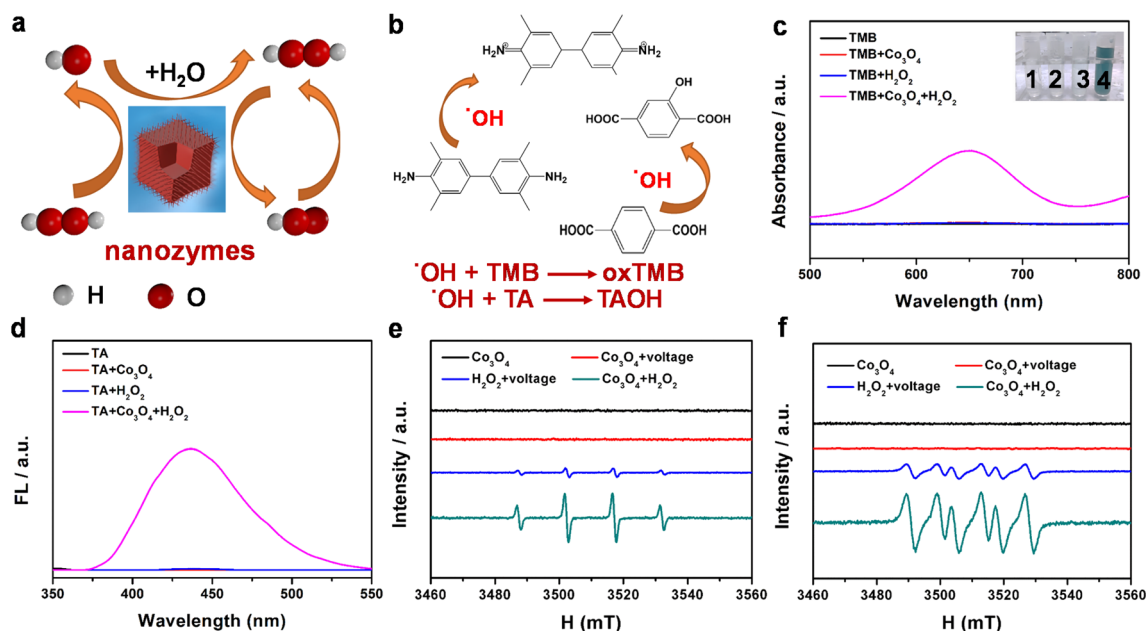 a
+H₂O
nanozymes
H
O
b
H₂N⊕
⊕NH₂
•OH
OH
HOOC
COOH
H₂N
NH₂
•OH
HOOC
COOH
•OH + TMB → oxTMB
•OH + TA → TAOH
c
Absorbance / a.u.
TMB
TMB+Co₃O₄
TMB+H₂O₂
TMB+Co₃O₄+H₂O₂
1 2 3 4
500 600 700 800
Wavelength (nm)
d
FL / a.u.
TA
TA+Co₃O₄
TA+H₂O₂
TA+Co₃O₄+H₂O₂
350 400 450 500 550
Wavelength (nm)
e
Intensity / a.u.
Co₃O₄ Co₃O₄+voltage
H₂O₂+voltage Co₃O₄+H₂O₂
3460 3480 3500 3520 3540 3560
H (mT)
f
Intensity / a.u.
Co₃O₄ Co₃O₄+voltage
H₂O₂+voltage Co₃O₄+H₂O₂
3460 3480 3500 3520 3540 3560
H (mT)